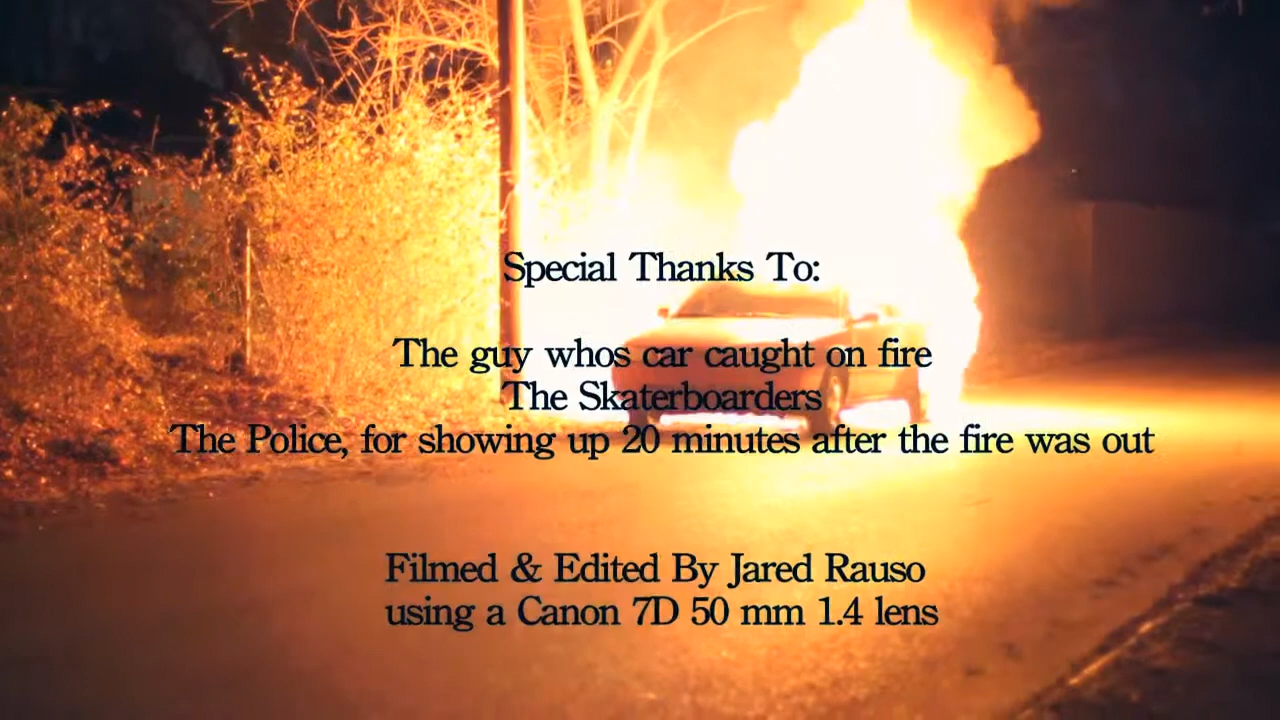 Special Thanks To:
The guy whos car caught on fire
The Skaterboarders
The Police, for showing up 20 minutes after the fire was out
Filmed & Edited By Jared Rauso
using a Canon 7D 50 mm 1.4 lens